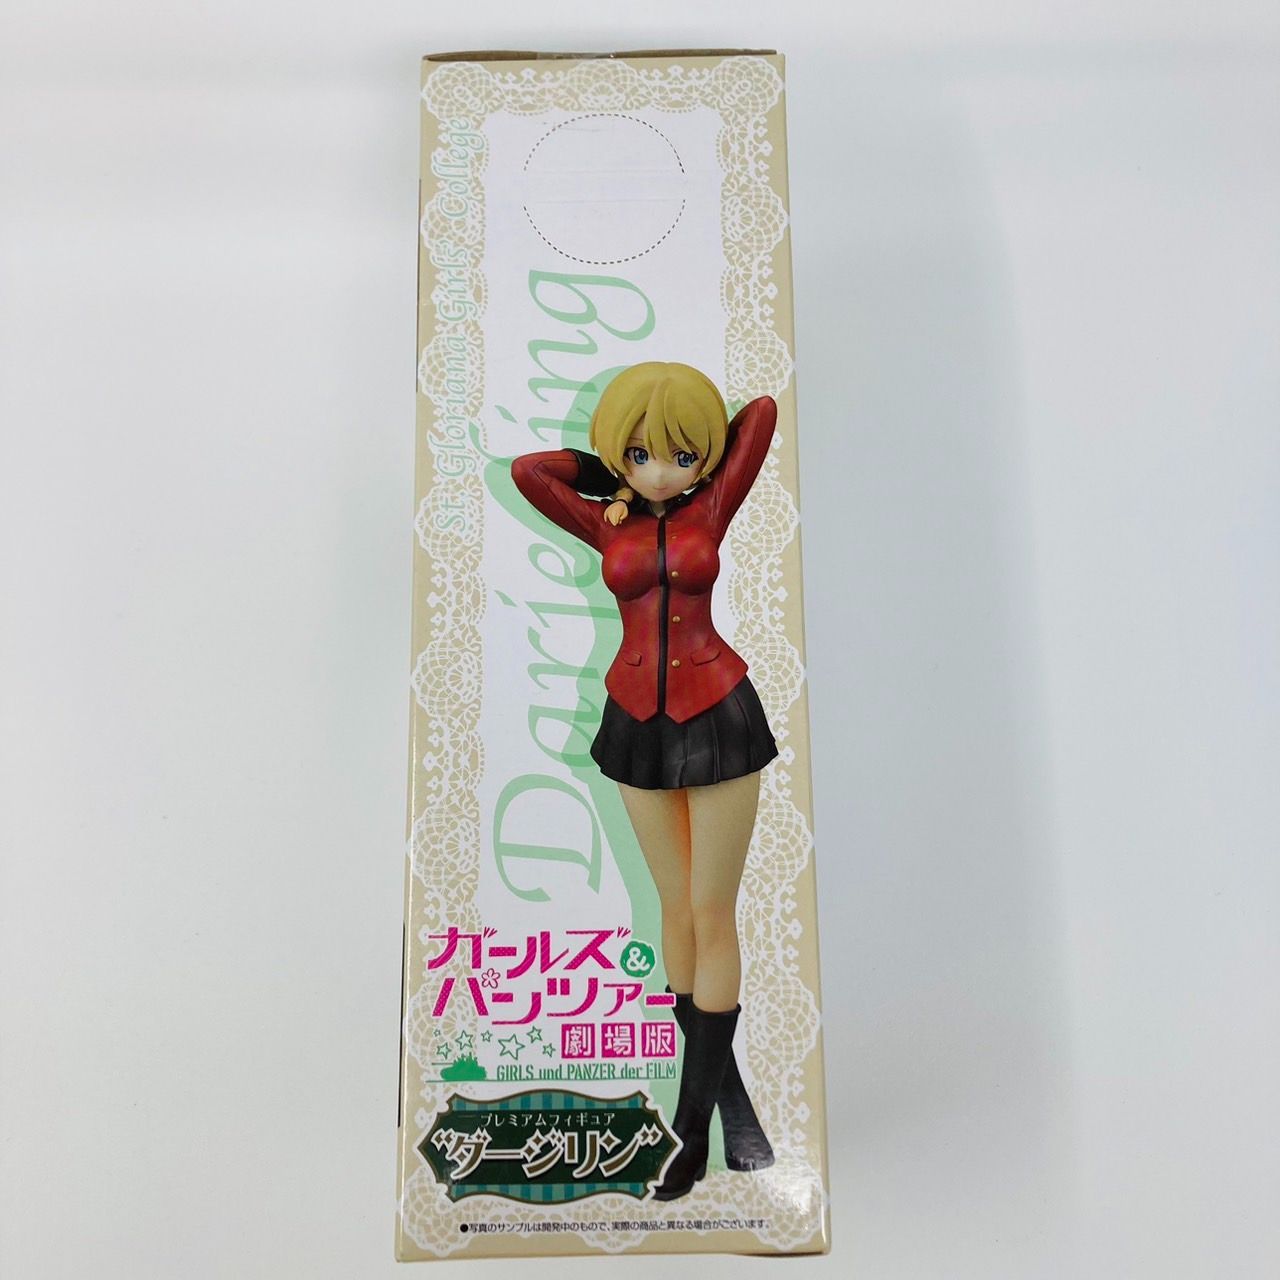 St. Gloriana Girls' College
Darjeeling
ガールズ&
パンツァー
劇場版
GIRLS und PANZER der FILM
プレミアムフィギュア
"ダージリン"
●写真のサンプルは開発中のもので、実際の商品と異なる場合がございます。